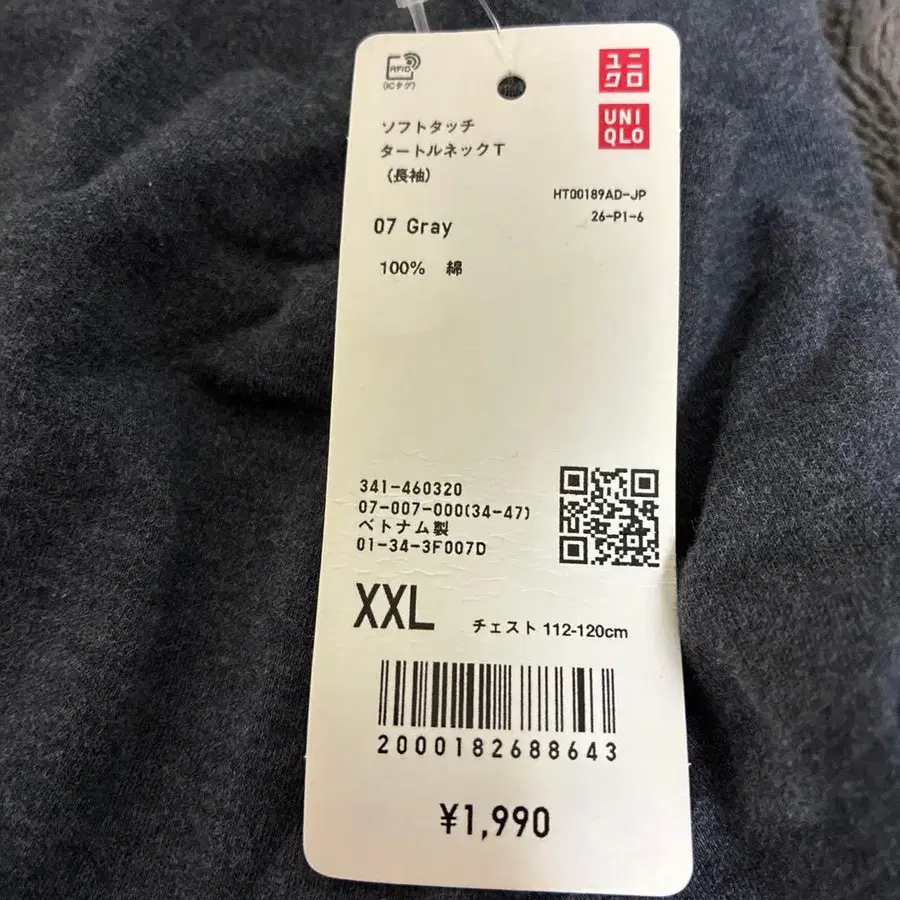 RFID
(ICタグ)
ユニ
クロ
UNI
QLO
ソフトタッチ
タートルネックT
(長袖)
HT00189AD-JP
26-P1-6
07 Gray
100% 綿
341-460320
07-007-000(34-47)
ベトナム製
01-34-3F007D
XXL チェスト 112-120cm
2000182688643
¥1,990